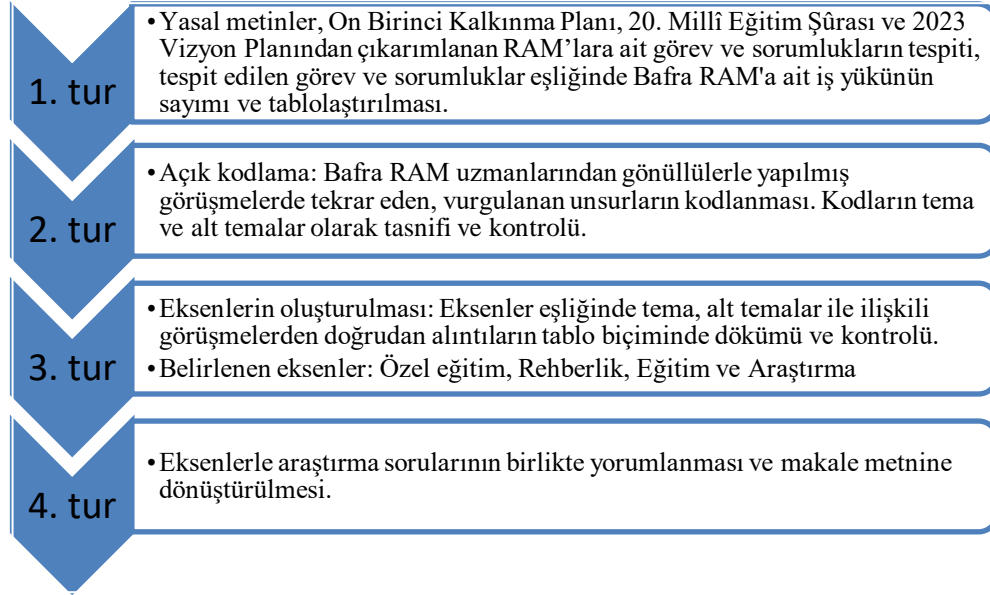 1. tur
•Yasal metinler, On Birinci Kalkınma Planı, 20. Millî Eğitim Şûrası ve 2023
Vizyon Planından çıkarımlanan RAM’lara ait görev ve sorumlukların tespiti,
tespit edilen görev ve sorumluklar eşliğinde Bafra RAM'a ait iş yükünün
sayımı ve tablolaştırılması.
2. tur
•Açık kodlama: Bafra RAM uzmanlarından gönüllülerle yapılmış
görüşmelerde tekrar eden, vurgulanan unsurların kodlanması. Kodların tema
ve alt temalar olarak tasnifi ve kontrolü.
3. tur
•Eksenlerin oluşturulması: Eksenler eşliğinde tema, alt temalar ile ilişkili
görüşmelerden doğrudan alıntıların tablo biçiminde dökümü ve kontrolü.
•Belirlenen eksenler: Özel eğitim, Rehberlik, Eğitim ve Araştırma
4. tur
•Eksenlerle araştırma sorularının birlikte yorumlanması ve makale metnine
dönüştürülmesi.